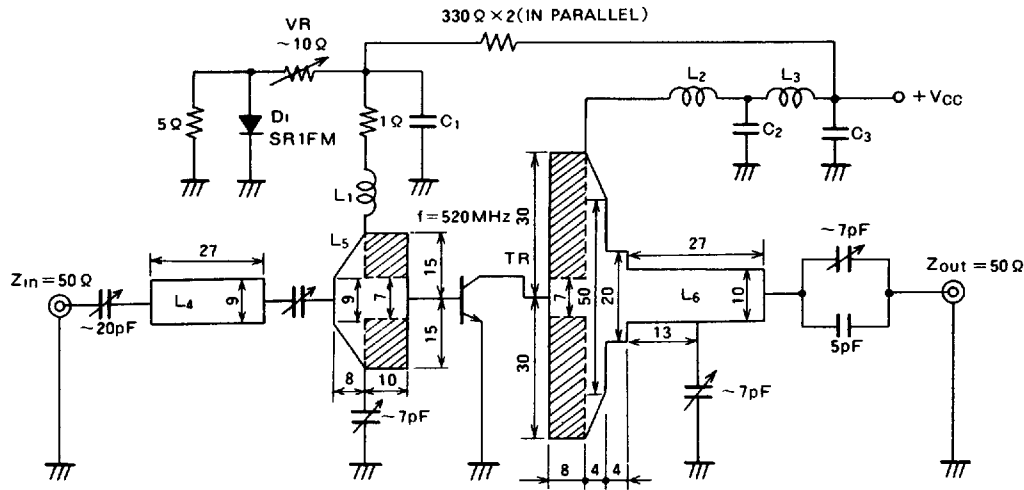 330Ω×2(IN PARALLEL)
VR
~10Ω
L2
L3
+VCC
5Ω
D1
SR1FM
1Ω
C1
C2
C3
L1
f=520MHz
30
27
~7pF
L5
TR
27
15
Zin=50Ω
Zout=50Ω
L4
9
9
7
7
50
20
L6
10
~20pF
15
13
5pF
30
8
10
~7pF
~7pF
8
4
4